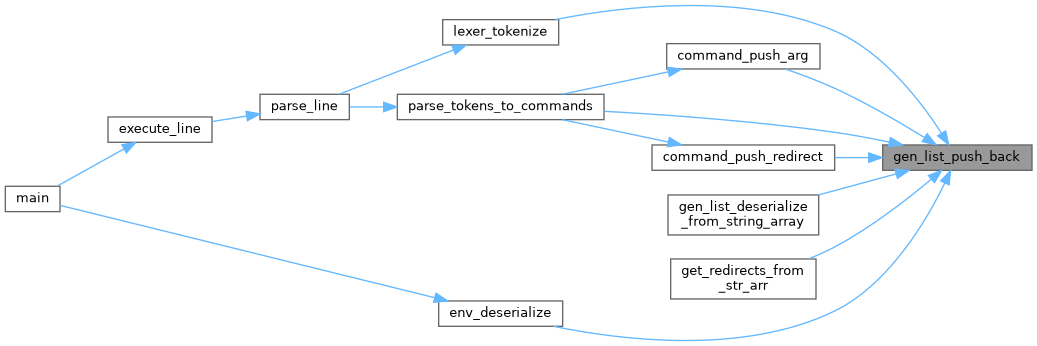 lexer_tokenize
command_push_arg
parse_line
parse_tokens_to_commands
execute_line
command_push_redirect
gen_list_push_back
main
gen_list_deserialize
_from_string_array
get_redirects_from
_str_arr
env_deserialize